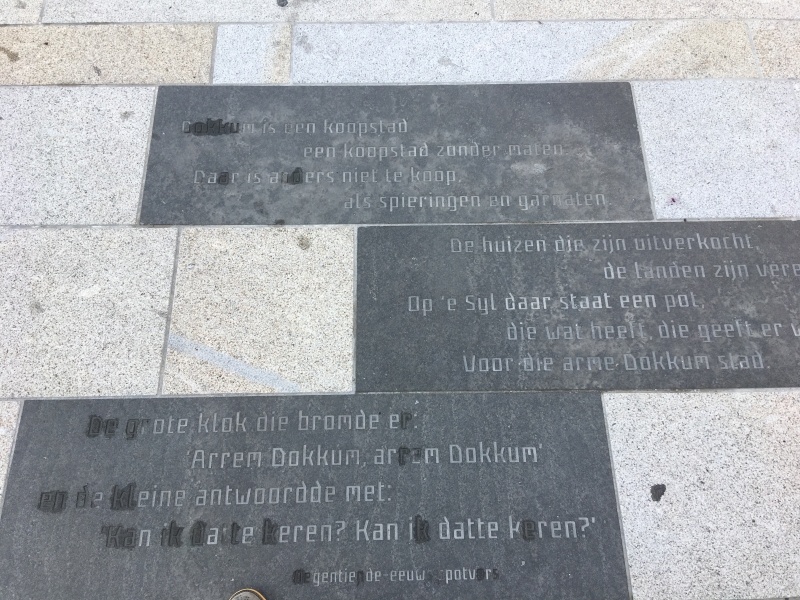 Dokkum is een koopstad
een koopstad zonder maten
Daar is anders niet te koop,
als spieringen en garnaten.
De huizen die zijn uitverkocht,
de landen zijn vere
Op 'e Syl daar staat een pot,
die wat heeft, die geeft er
Voor die arme Dokkum stad.
De grote klok die bromde er:
'Arrem Dokkum, arrem Dokkum'
en de kleine antwoordde met:
'Kan ik datte keren? Kan ik datte keren?'
negentiende-eeuws spotvers